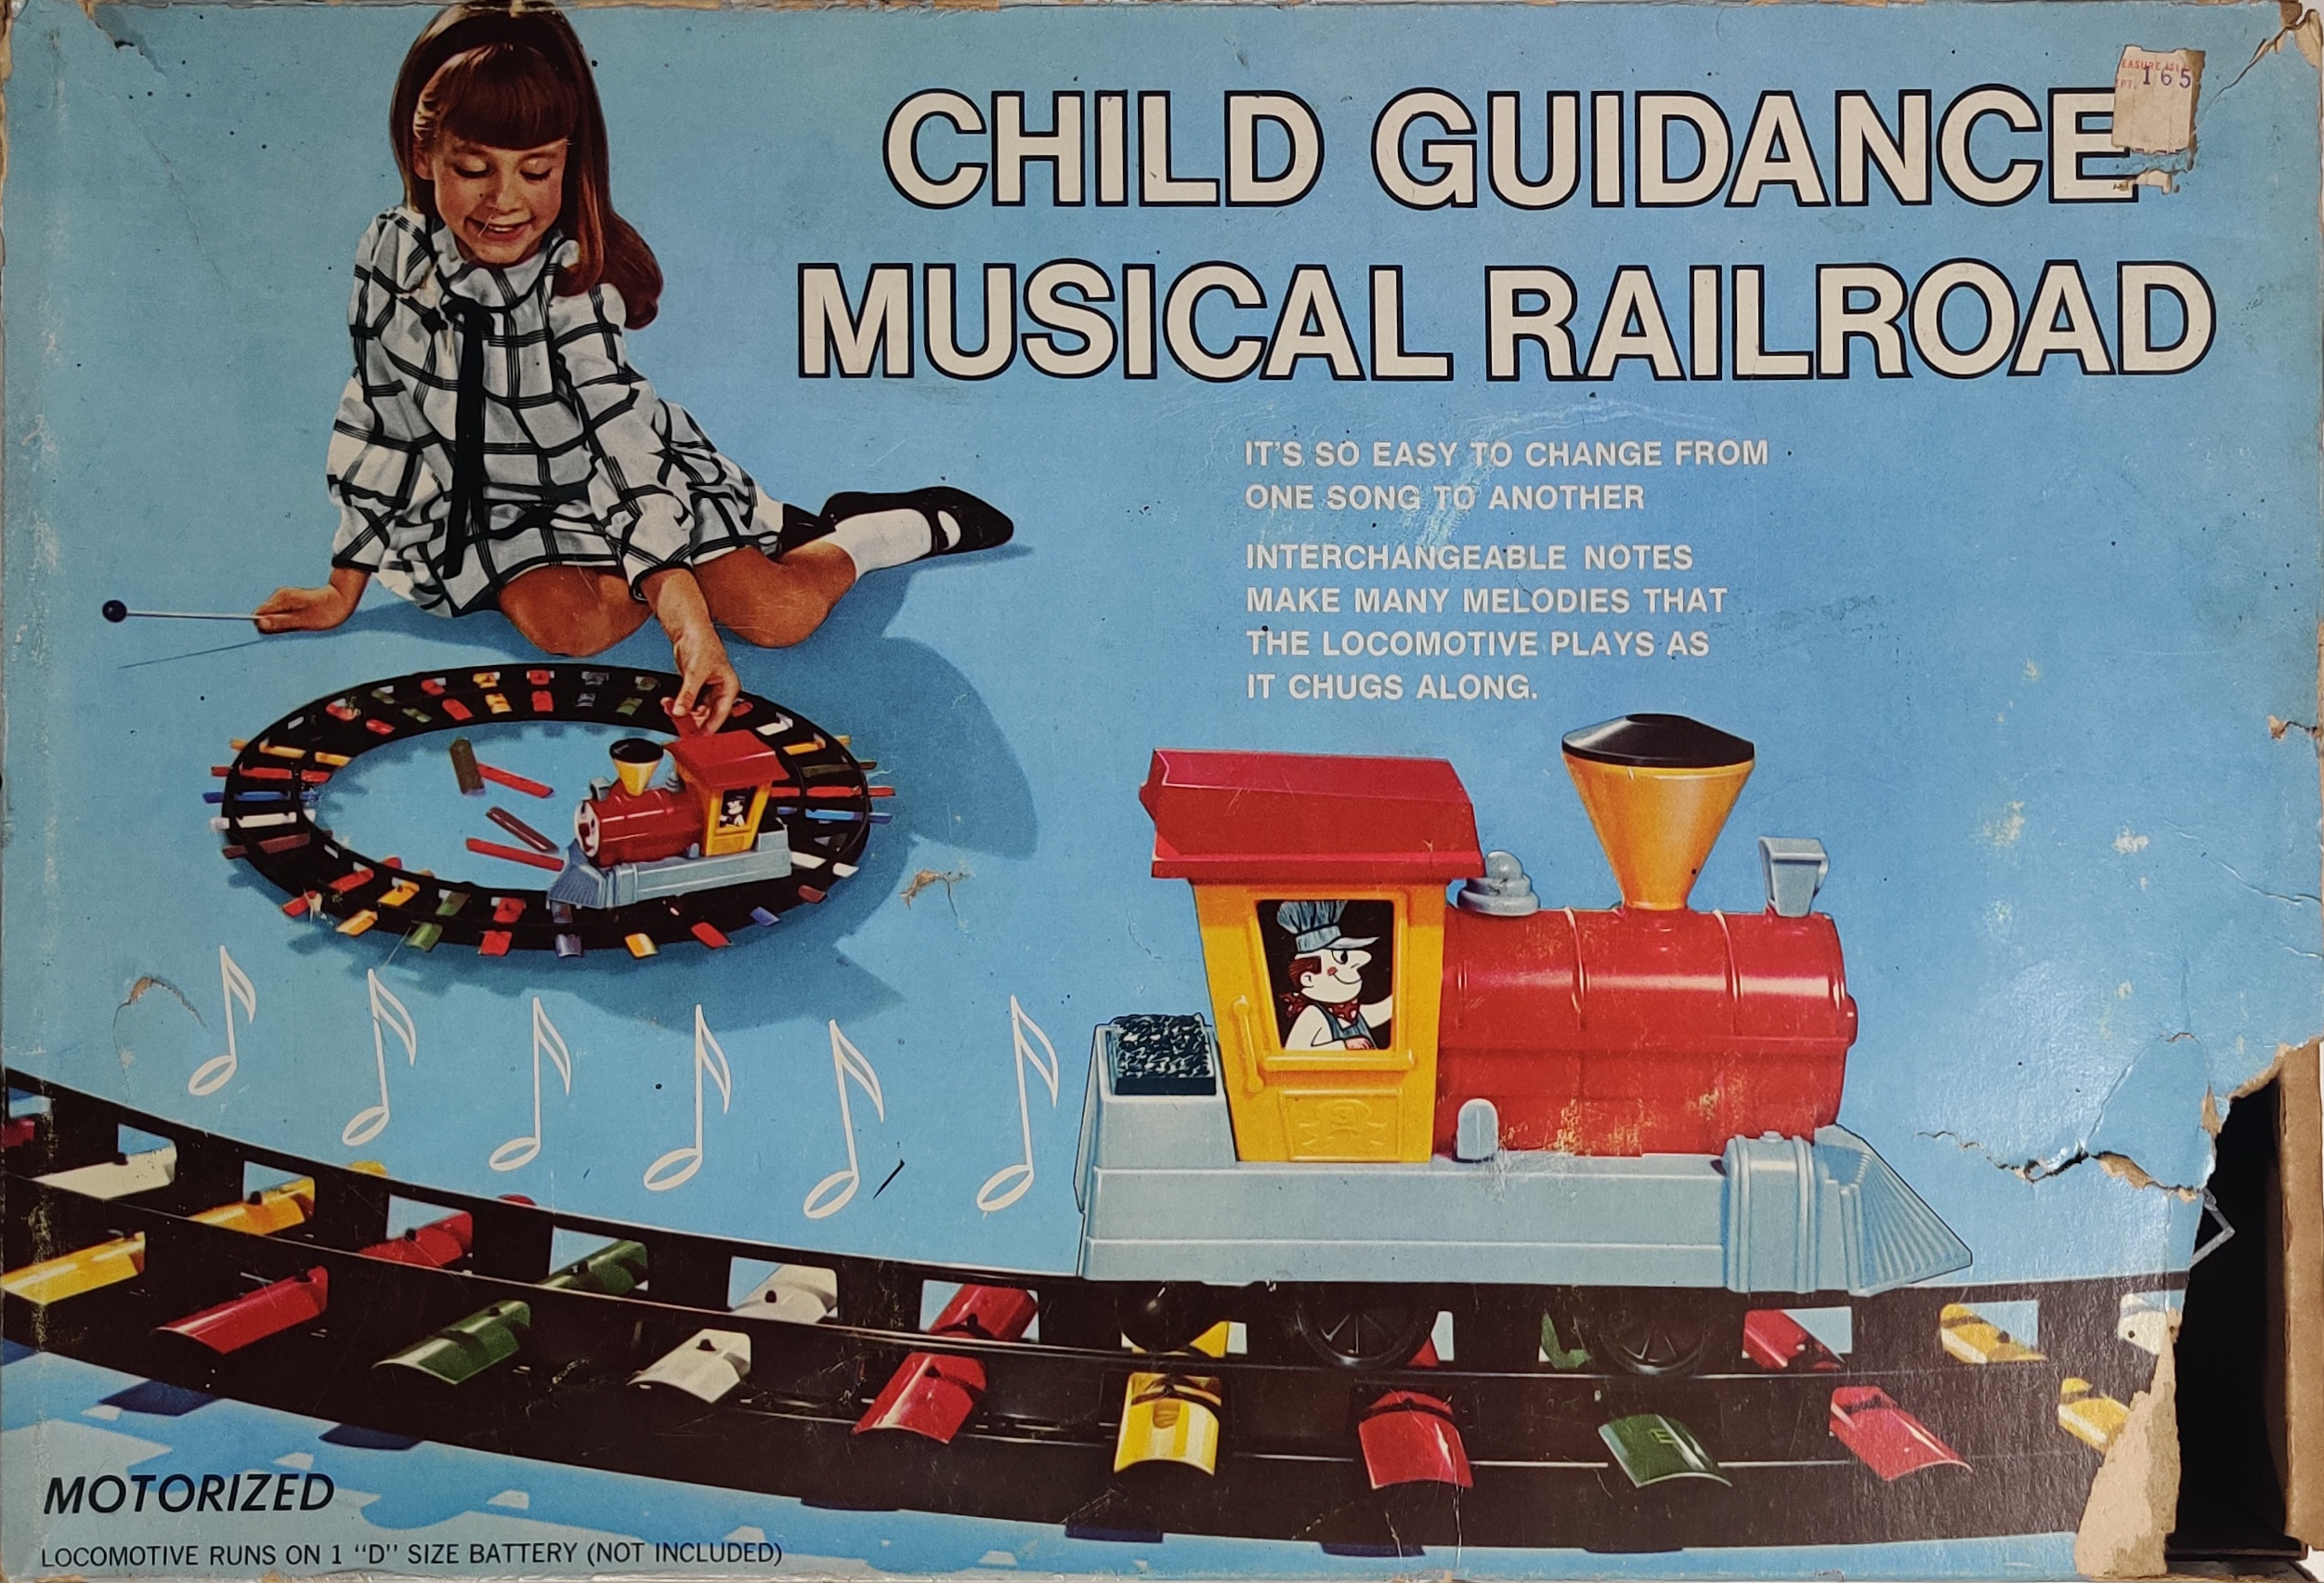 CHILD GUIDANCE
MUSICAL RAILROAD
165
IT'S SO EASY TO CHANGE FROM
ONE SONG TO ANOTHER
INTERCHANGEABLE NOTES
MAKE MANY MELODIES THAT
THE LOCOMOTIVE PLAYS AS
IT CHUGS ALONG.
E
MOTORIZED
LOCOMOTIVE RUNS ON 1 "D" SIZE BATTERY (NOT INCLUDED)